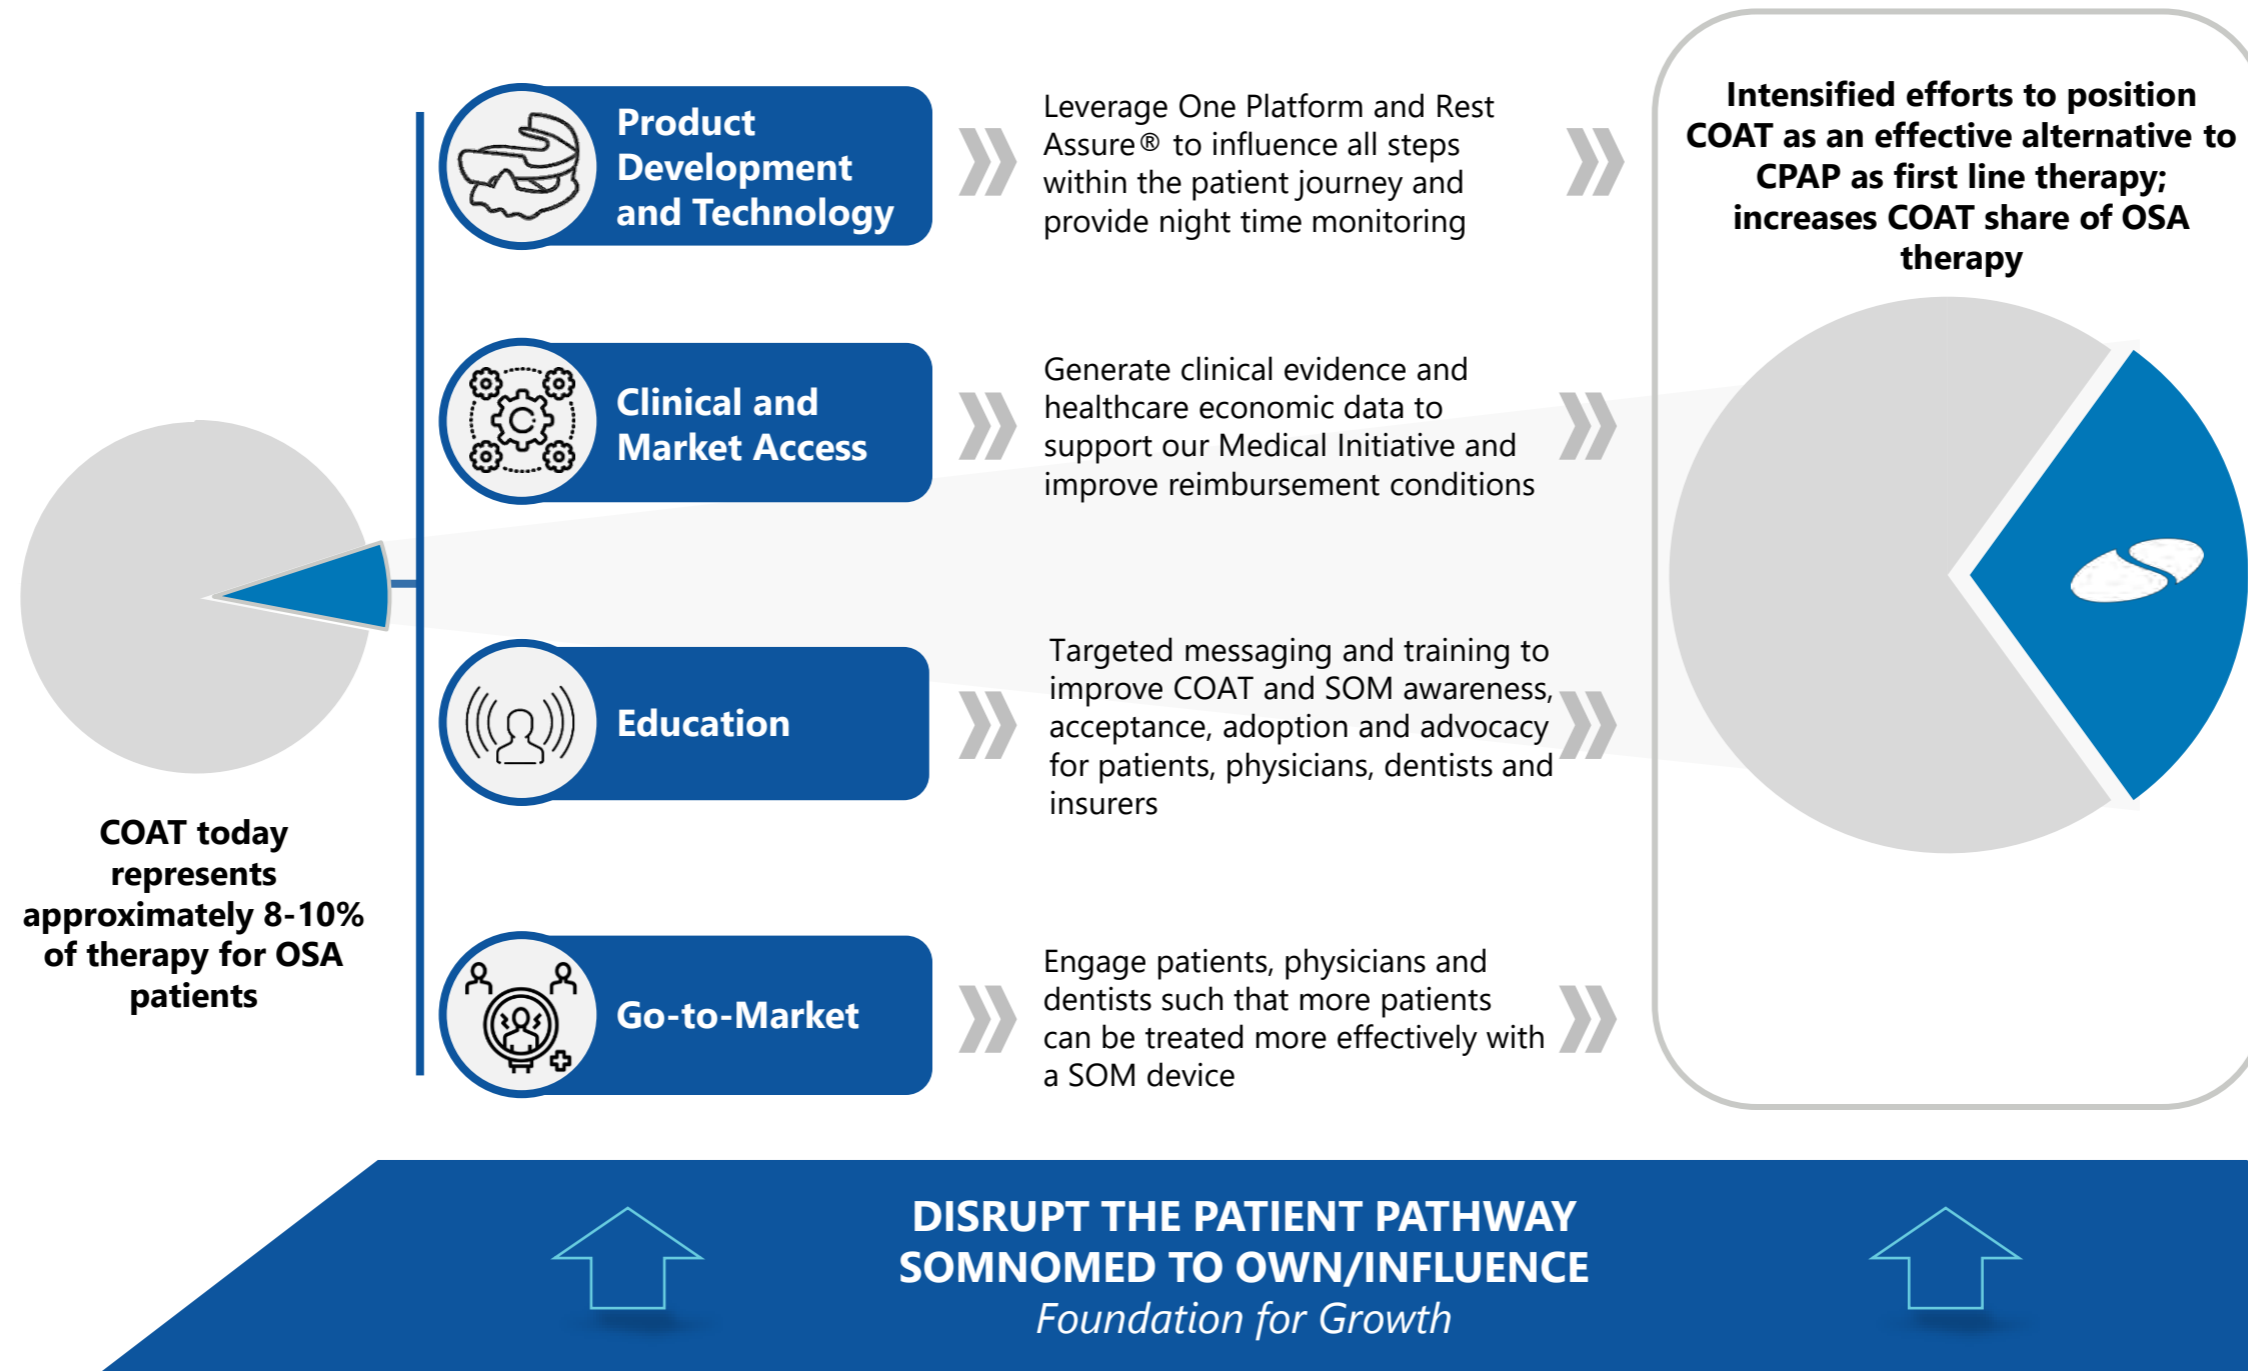 COAT today
represents
approximately 8-10%
of therapy for OSA
patients
Product
Development
and Technology
Leverage One Platform and Rest
Assure® to influence all steps
within the patient journey and
provide night time monitoring
Clinical and
Market Access
Generate clinical evidence and
healthcare economic data to
support our Medical Initiative and
improve reimbursement conditions
Education
Targeted messaging and training to
improve COAT and SOM awareness,
acceptance, adoption and advocacy
for patients, physicians, dentists and
insurers
Go-to-Market
Engage patients, physicians and
dentists such that more patients
can be treated more effectively with
a SOM device
Intensified efforts to position
COAT as an effective alternative to
CPAP as first line therapy;
increases COAT share of OSA
therapy
DISRUPT THE PATIENT PATHWAY
SOMNOMED TO OWN/INFLUENCE
Foundation for Growth